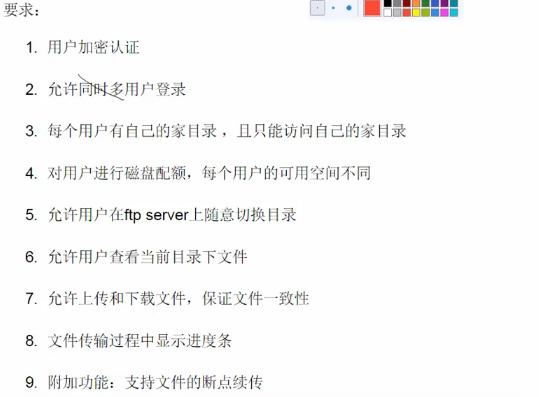 要求：
1. 用户加密认证
2. 允许同时多用户登录
3. 每个用户有自己的家目录 ，且只能访问自己的家目录
4. 对用户进行磁盘配额，每个用户的可用空间不同
5. 允许用户在ftp server上随意切换目录
6. 允许用户查看当前目录下文件
7. 允许上传和下载文件，保证文件一致性
8. 文件传输过程中显示进度条
9. 附加功能：支持文件的断点续传